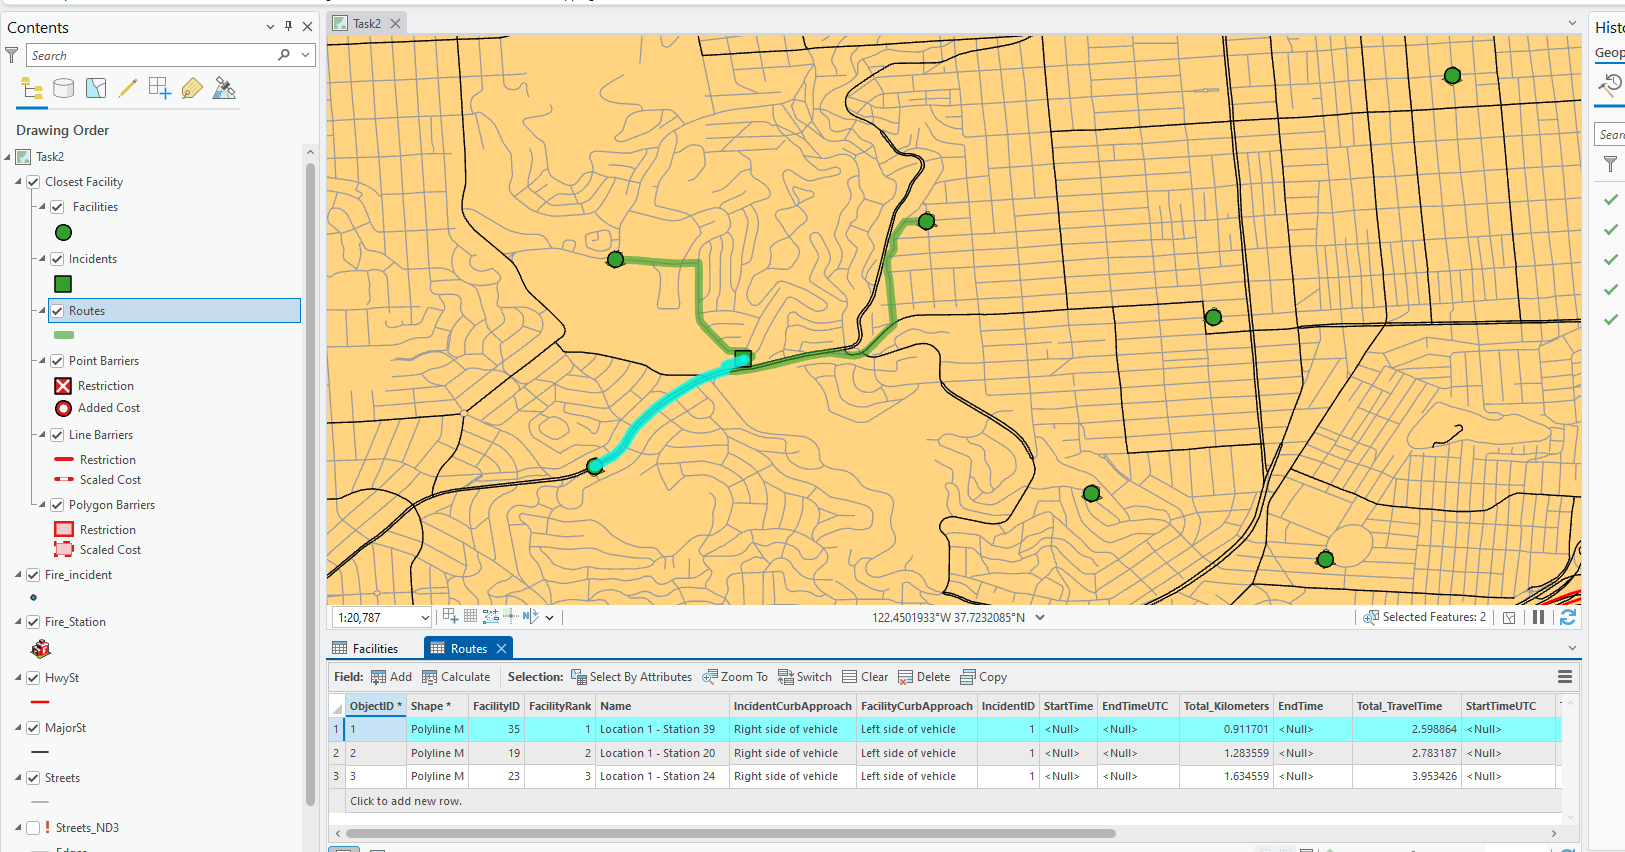 Contents
Search
Drawing Order
Task2
Closest Facility
Facilities
Incidents
Routes
Point Barriers
Restriction
Added Cost
Line Barriers
Restriction
Scaled Cost
Polygon Barriers
Restriction
Scaled Cost
Fire_incident
Fire_Station
HwySt
MajorSt
Streets
Streets_ND3
Task2
1:20,787
122.4501933°W 37.7232085°N
Selected Features: 2
Facilities
Routes
Field: Add Calculate Selection: Select By Attributes Zoom To Switch Clear Delete Copy
ObjectID * Shape * FacilityID FacilityRank Name IncidentCurbApproach FacilityCurbApproach IncidentID StartTime EndTimeUTC Total_Kilometers EndTime Total_TravelTime StartTimeUTC
1 1 Polyline M 35 1 Location 1 - Station 39 Right side of vehicle Left side of vehicle 1 <Null> <Null> 0.911701 <Null> 2.598864 <Null>
2 2 Polyline M 19 2 Location 1 - Station 20 Right side of vehicle Left side of vehicle 1 <Null> <Null> 1.283559 <Null> 2.783187 <Null>
3 3 Polyline M 23 3 Location 1 - Station 24 Right side of vehicle Left side of vehicle 1 <Null> <Null> 1.634559 <Null> 3.953426 <Null>
Click to add new row.
Histo
Geop
Sear